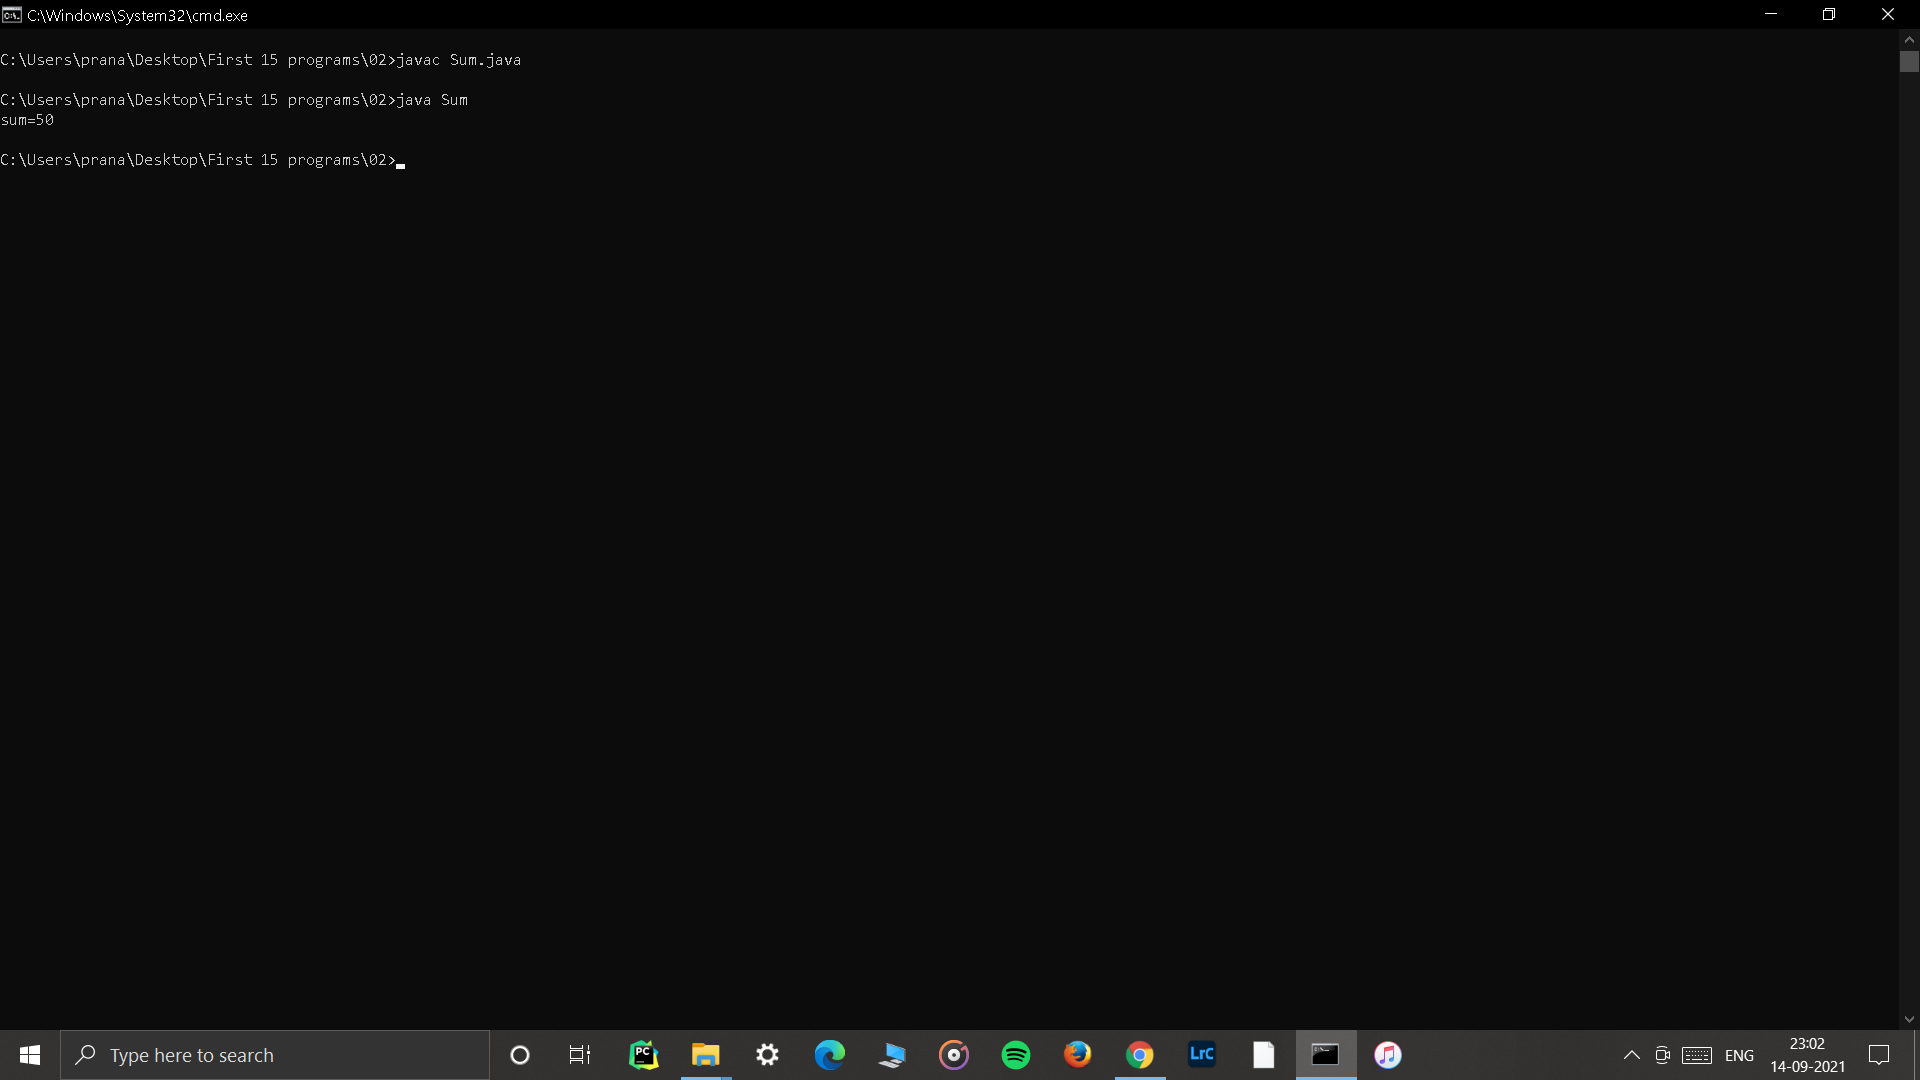 C:\Windows\System32\cmd.exe
C:\Users\prana\Desktop\First 15 programs\02>javac Sum.java
C:\Users\prana\Desktop\First 15 programs\02>java Sum
sum=50
C:\Users\prana\Desktop\First 15 programs\02>
Type here to search
PC
LrC
ENG
23:02
14-09-2021